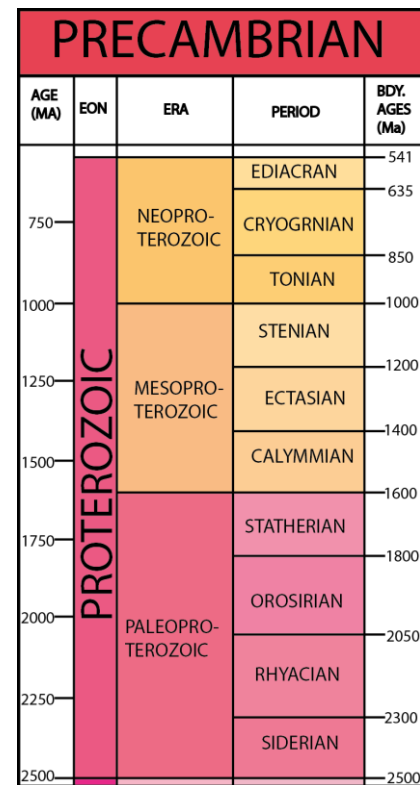 PRECAMBRIAN
AGE
(MA)
EON
ERA
PERIOD
BDY.
AGES
(Ma)
541
EDIACRAN
635
750
NEOPRO-
TEROZOIC
CRYOGRNIAN
850
TONIAN
1000
1000
STENIAN
1200
1250
MESOPRO-
TEROZOIC
ECTASIAN
1400
1500
CALYMMIAN
1600
PROTEROZOIC
STATHERIAN
1750
1800
OROSIRIAN
2000
PALEOPRO-
TEROZOIC
2050
RHYACIAN
2250
2300
SIDERIAN
2500
2500